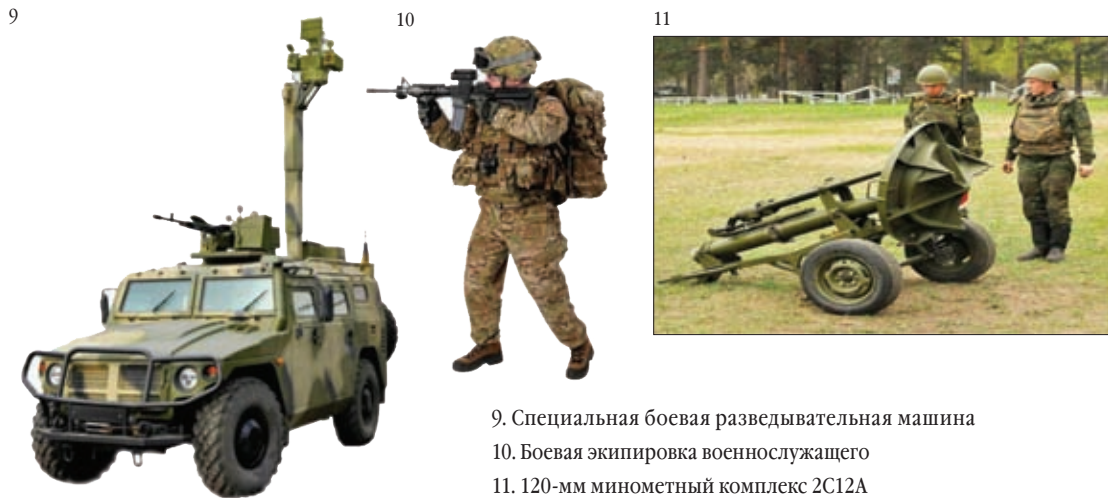 9
10
11
9. Специальная боевая разведывательная машина
10. Боевая экипировка военнослужащего
11. 120-мм минометный комплекс 2С12А